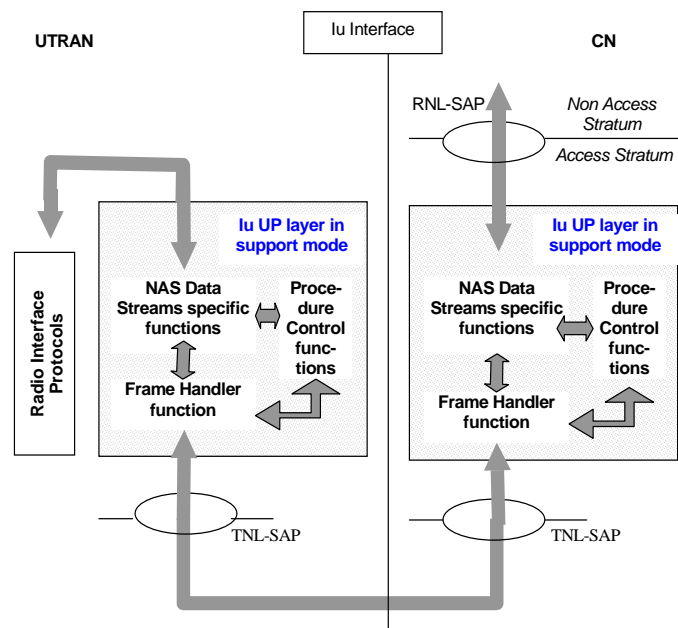 Iu Interface
UTRAN
CN
RNL-SAP
Non Access
Stratum
Access Stratum
Iu UP layer in
support mode
NAS Data
Streams specific
functions
Proce-
dure
Control
func-
tions
Frame Handler
function
Radio Interface
Protocols
TNL-SAP
Iu UP layer in
support mode
NAS Data
Streams specific
functions
Proce-
dure
Control
func-
tions
Frame Handler
function
TNL-SAP